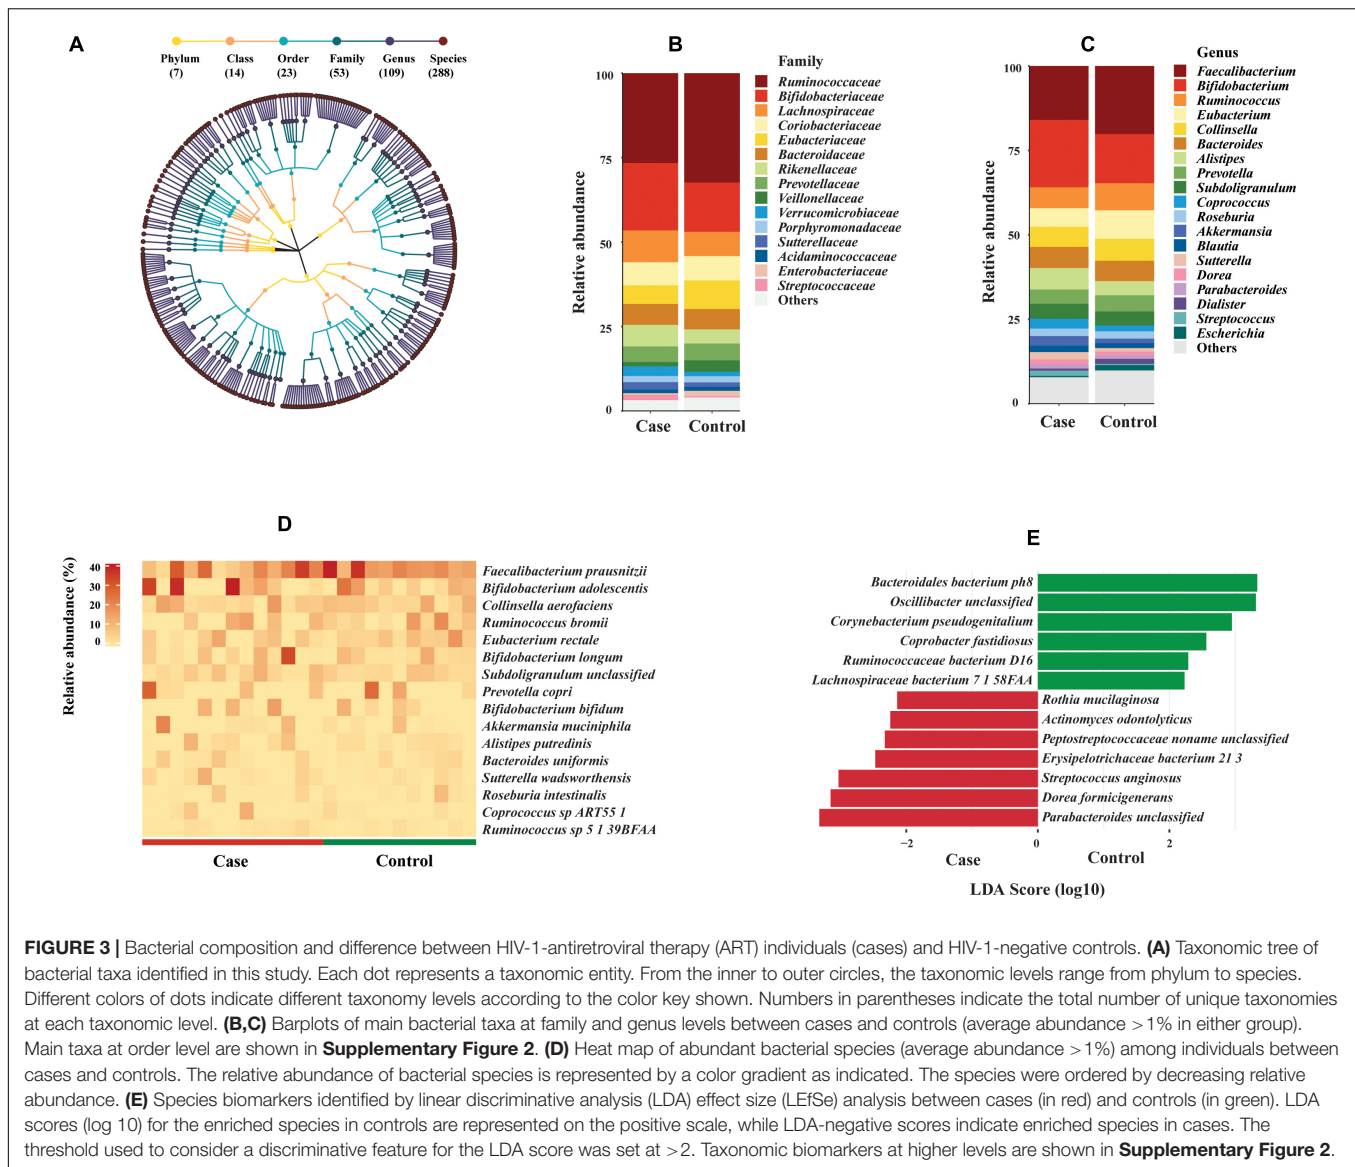 A
Phylum Class Order Family Genus Species
(7) (14) (23) (53) (109) (288)
B
Family
Relative abundance
100
75
50
25
0
Case Control
Ruminococcaceae
Bifidobacteriaceae
Lachnospiraceae
Coriobacteriaceae
Eubacteriaceae
Bacteroidaceae
Rikenellaceae
Prevotellaceae
Veillonellaceae
Verrucomicrobiaceae
Porphyromonadaceae
Sutterellaceae
Acidaminococcaceae
Enterobacteriaceae
Streptococcaceae
Others
C
Genus
Relative abundance
100
75
50
25
0
Case Control
Faecalibacterium
Bifidobacterium
Ruminococcus
Eubacterium
Collinsella
Bacteroides
Alistipes
Prevotella
Subdoligranulum
Coprococcus
Roseburia
Akkermansia
Blautia
Sutterella
Dorea
Parabacteroides
Dialister
Streptococcus
Escherichia
Others
D
Relative abundance (%)
40
30
20
10
0
Faecalibacterium prausnitzii
Bifidobacterium adolescentis
Collinsella aerofaciens
Ruminococcus bromii
Eubacterium rectale
Bifidobacterium longum
Subdoligranulum unclassified
Prevotella copri
Bifidobacterium bifidum
Akkermansia muciniphila
Alistipes putredinis
Bacteroides uniformis
Sutterella wadsworthensis
Roseburia intestinalis
Coprococcus sp ART55 1
Ruminococcus sp 5 1 39BFAA
Case Control
E
Bacteroidales bacterium ph8
Oscillibacter unclassified
Corynebacterium pseudogenitalium
Coprobacter fastidiosus
Ruminococcaceae bacterium D16
Lachnospiraceae bacterium 7 1 58FAA
Rothia mucilaginosa
Actinomyces odontolyticus
Peptostreptococcaceae noname unclassified
Erysipelotrichaceae bacterium 21 3
Streptococcus anginosus
Dorea formicigenerans
Parabacteroides unclassified
−2 0 2
Case Control
LDA Score (log10)
FIGURE 3 | Bacterial composition and difference between HIV-1-antiretroviral therapy (ART) individuals (cases) and HIV-1-negative controls. (A) Taxonomic tree of
bacterial taxa identified in this study. Each dot represents a taxonomic entity. From the inner to outer circles, the taxonomic levels range from phylum to species.
Different colors of dots indicate different taxonomy levels according to the color key shown. Numbers in parentheses indicate the total number of unique taxonomies
at each taxonomic level. (B,C) Barplots of main bacterial taxa at family and genus levels between cases and controls (average abundance >1% in either group).
Main taxa at order level are shown in Supplementary Figure 2. (D) Heat map of abundant bacterial species (average abundance >1%) among individuals between
cases and controls. The relative abundance of bacterial species is represented by a color gradient as indicated. The species were ordered by decreasing relative
abundance. (E) Species biomarkers identified by linear discriminative analysis (LDA) effect size (LEfSe) analysis between cases (in red) and controls (in green). LDA
scores (log 10) for the enriched species in controls are represented on the positive scale, while LDA-negative scores indicate enriched species in cases. The
threshold used to consider a discriminative feature for the LDA score was set at >2. Taxonomic biomarkers at higher levels are shown in Supplementary Figure 2.